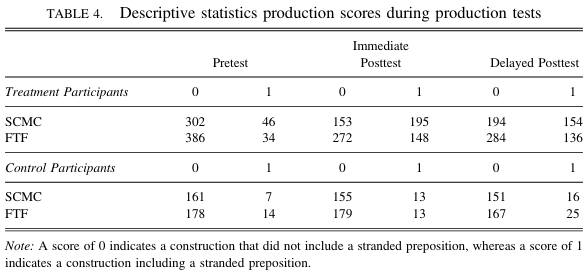 TABLE 4. Descriptive statistics production scores during production tests
Immediate
Pretest Posttest Delayed Posttest
Treatment Participants 0 1 0 1 0 1
SCMC 302 46 153 195 194 154
FTF 386 34 272 148 284 136
Control Participants 0 1 0 1 0 1
SCMC 161 7 155 13 151 16
FTF 178 14 179 13 167 25
Note: A score of 0 indicates a construction that did not include a stranded preposition, whereas a score of 1
indicates a construction including a stranded preposition.